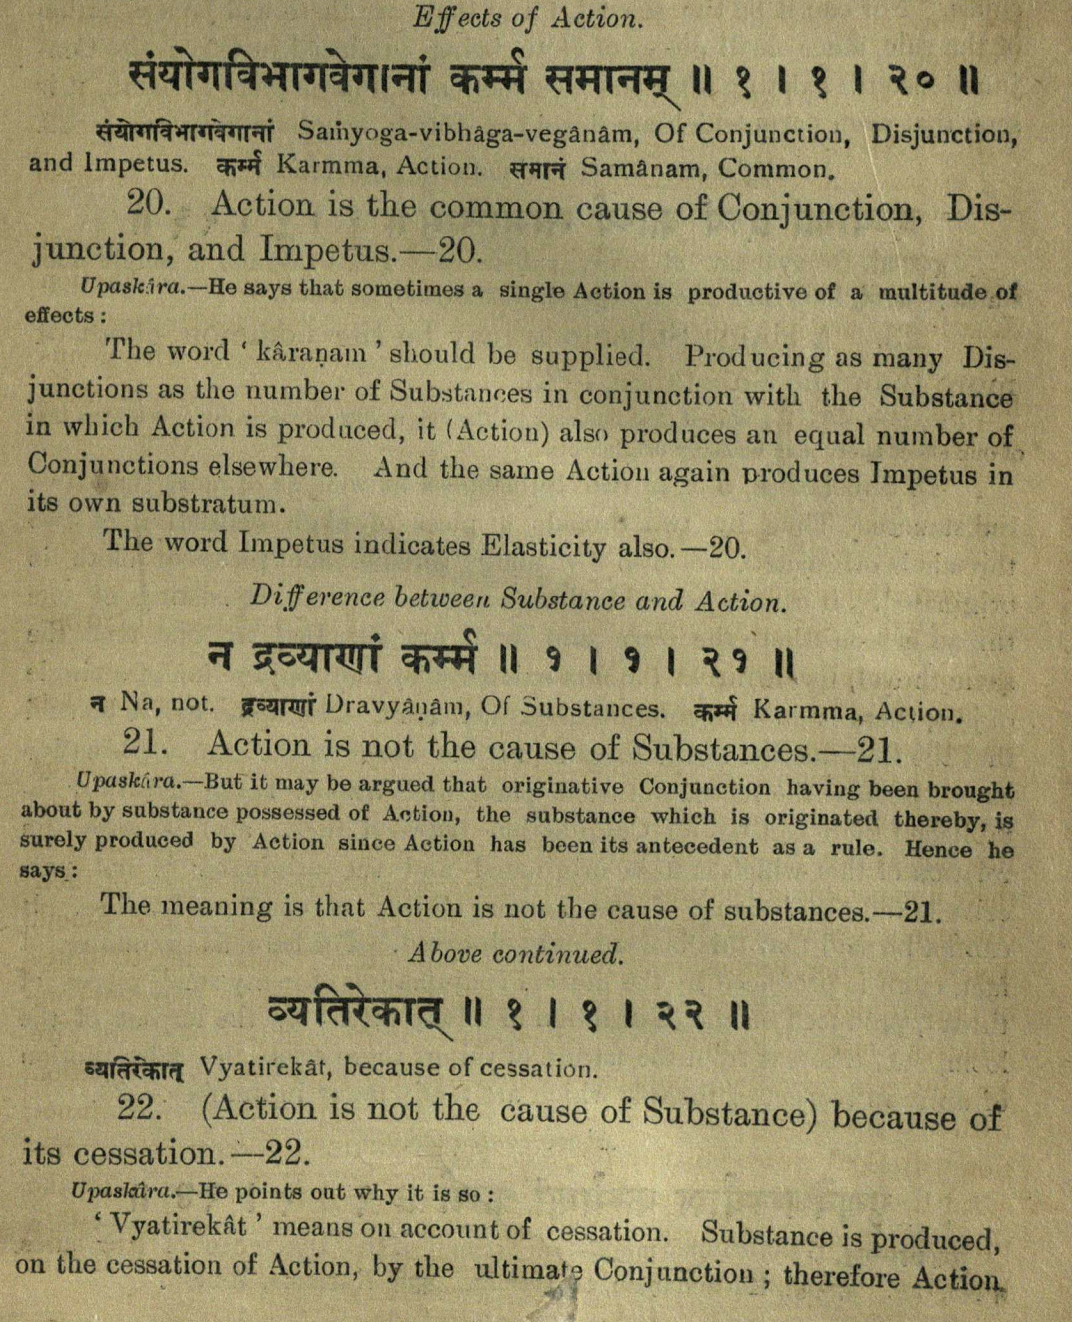 Effects of Action.
संयोगविभागवेगानां कर्म्म समानम् ॥ १ । १ । २० ॥
संयोगविभागवेगानां Saṁyoga-vibhâga-vegânâm, Of Conjunction, Disjunction,
and Impetus. कर्म्म Karmma, Action. समानं Samânam, Common.
20. Action is the common cause of Conjunction, Dis-
junction, and Impetus.—20.
Upaskâra.—He says that sometimes a single Action is productive of a multitude of
effects :
The word ‘ kâraṇam ’ should be supplied. Producing as many Dis-
junctions as the number of Substances in conjunction with the Substance
in which Action is produced, it (Action) also produces an equal number of
Conjunctions elsewhere. And the same Action again produces Impetus in
its own substratum.
The word Impetus indicates Elasticity also.—20.
Difference between Substance and Action.
न द्रव्याणां कर्म्म ॥ १ । १ । २१ ॥
न Na, not. द्रव्याणां Dravyâṇâm, Of Substances. कर्म्म Karmma, Action.
21. Action is not the cause of Substances.—21.
Upaskâra.—But it may be argued that originative Conjunction having been brought
about by substance possessed of Action, the substance which is originated thereby, is
surely produced by Action since Action has been its antecedent as a rule. Hence he
says :
The meaning is that Action is not the cause of substances.—21.
Above continued.
व्यतिरेकात् ॥ १ । १ । २२ ॥
व्यतिरेकात् Vyatirekât, because of cessation.
22. (Action is not the cause of Substance) because of
its cessation.—22.
Upaskâra.—He points out why it is so :
‘ Vyatirekât ’ means on account of cessation. Substance is produced,
on the cessation of Action, by the ultimate Conjunction ; therefore Action